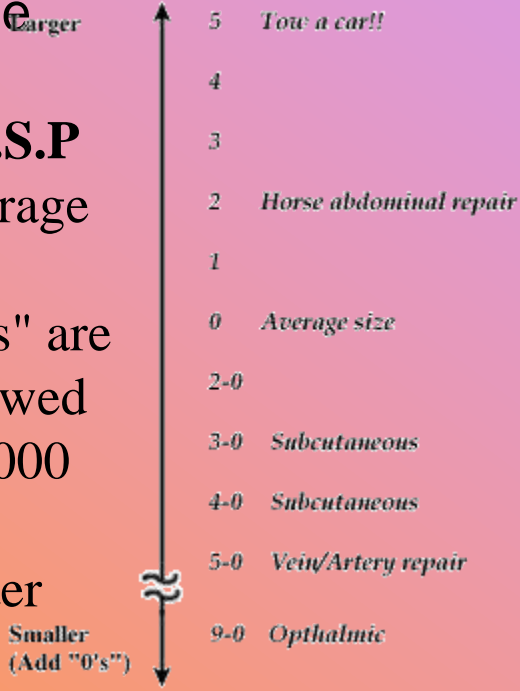 e
Larger
5 Tow a car!!
4
3
.S.P
rage
2 Horse abdominal repair
1
0 Average size
s" are
2-0
wed
3-0 Subcutaneous
000
4-0 Subcutaneous
5-0 Vein/Artery repair
er
Smaller
9-0 Opthalmic
(Add "0's")